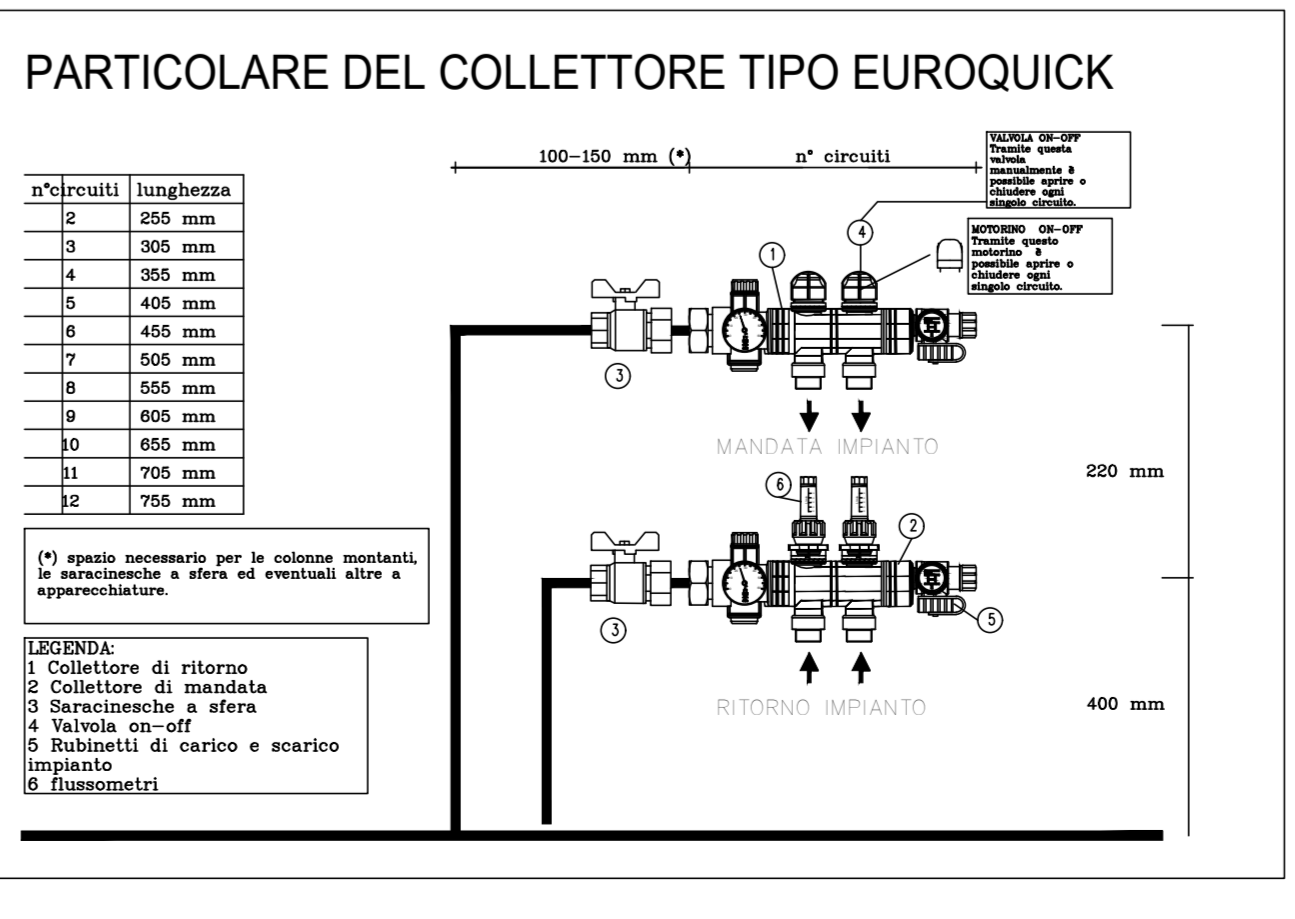 PARTICOLARE DEL COLLETTORE TIPO EUROQUICK
100-150 mm (*)
n° circuiti
VALVOLA ON-OFF
Tramite questa
valvola
manualmente è
possibile aprire o
chiudere ogni
singolo circuito.
n°circuiti lunghezza
2 255 mm
3 305 mm
4 355 mm
5 405 mm
6 455 mm
7 505 mm
8 555 mm
9 605 mm
10 655 mm
11 705 mm
12 755 mm
MOTORINO ON-OFF
Tramite questo
motorino è
possibile aprire o
chiudere ogni
singolo circuito.
4
1
3
MANDATA IMPIANTO
220 mm
6
2
3
5
RITORNO IMPIANTO
400 mm
(*) spazio necessario per le colonne montanti,
le saracinesche a sfera ed eventuali altre a
apparecchiature.
LEGENDA:
1 Collettore di ritorno
2 Collettore di mandata
3 Saracinesche a sfera
4 Valvola on-off
5 Rubinetti di carico e scarico
impianto
6 flussometri